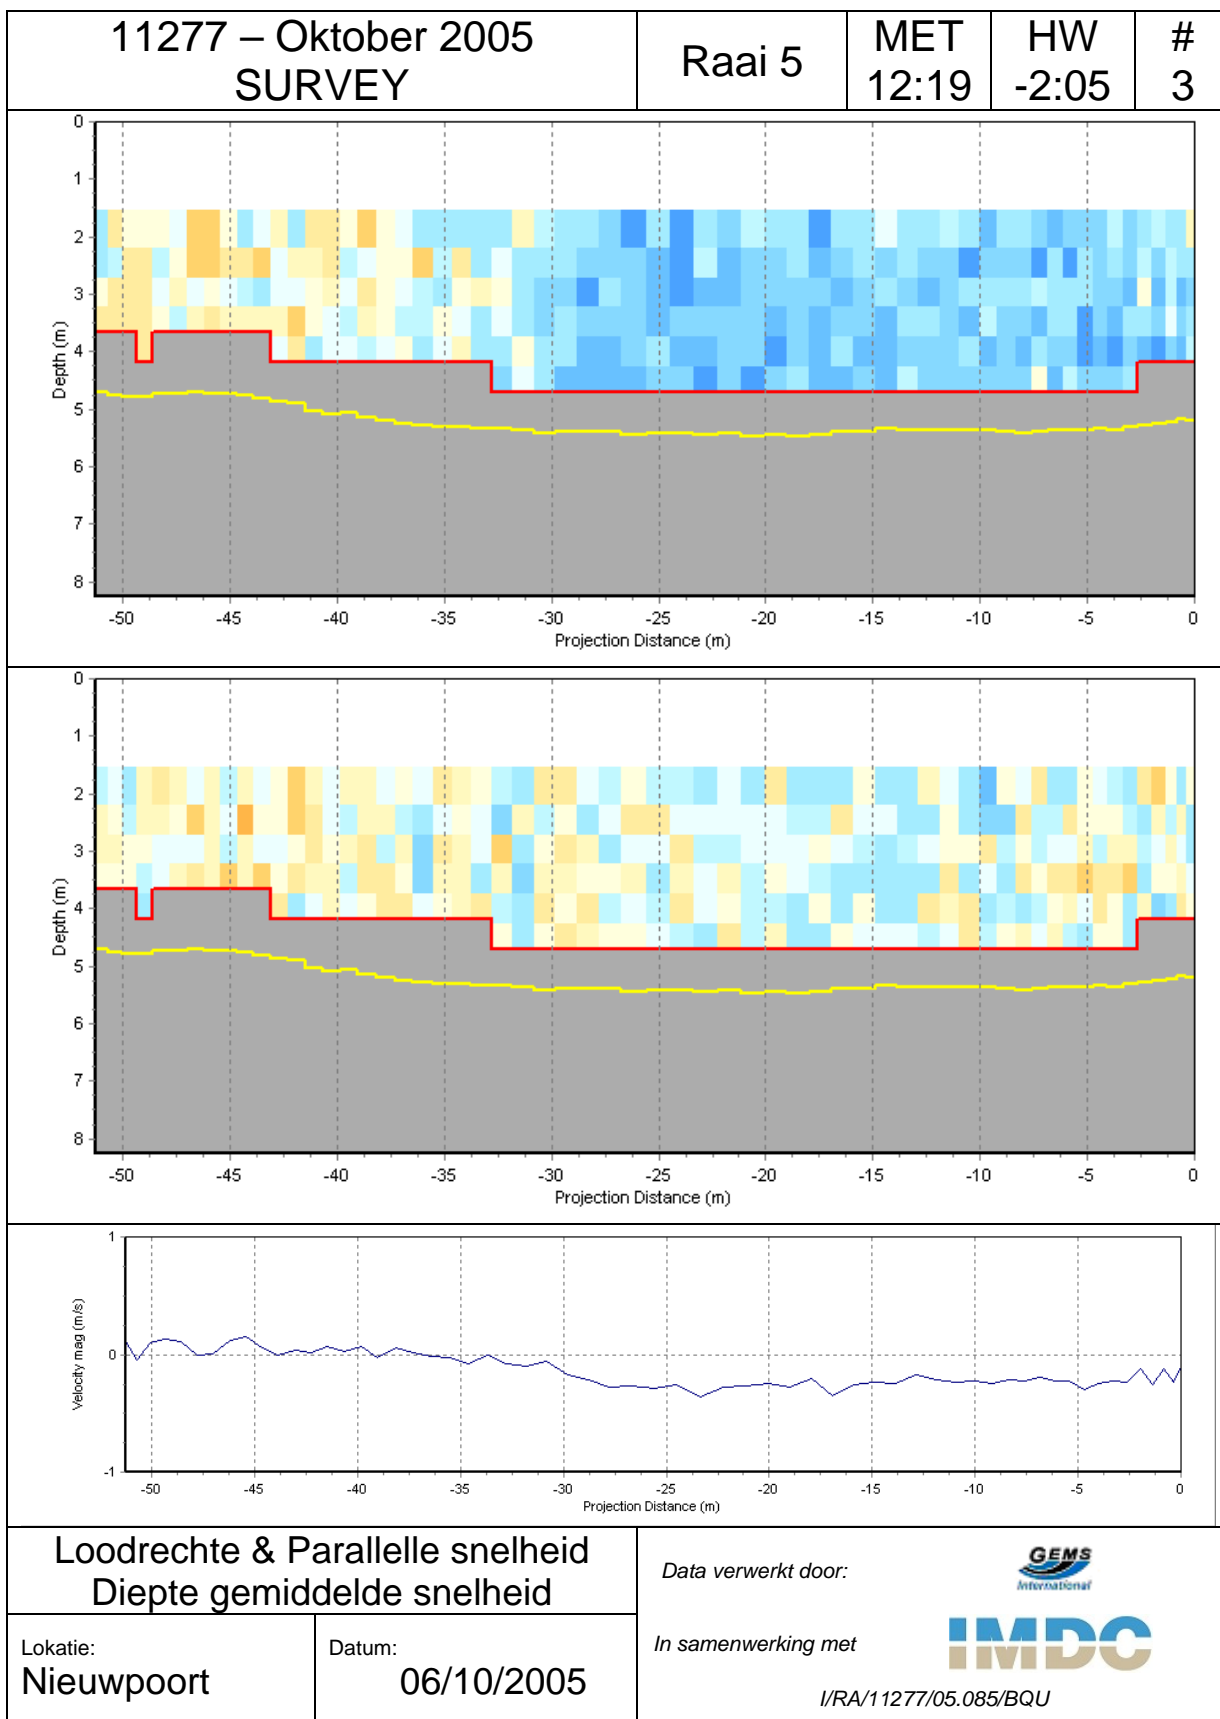 11277 – Oktober 2005
SURVEY
Raai 5
MET
12:19
HW
-2:05
#
3
0
1
2
3
4
5
6
7
8
Depth (m)
-50 -45 -40 -35 -30 -25 -20 -15 -10 -5 0
Projection Distance (m)
0
1
2
3
4
5
6
7
8
Depth (m)
-50 -45 -40 -35 -30 -25 -20 -15 -10 -5 0
Projection Distance (m)
1
0
-1
Velocity mag (m/s)
-50 -45 -40 -35 -30 -25 -20 -15 -10 -5 0
Projection Distance (m)
Loodrechte & Parallelle snelheid
Diepte gemiddelde snelheid
Lokatie:
Nieuwpoort
Datum:
06/10/2005
Data verwerkt door:
GEMS
International
In samenwerking met
IMDC
I/RA/11277/05.085/BQU